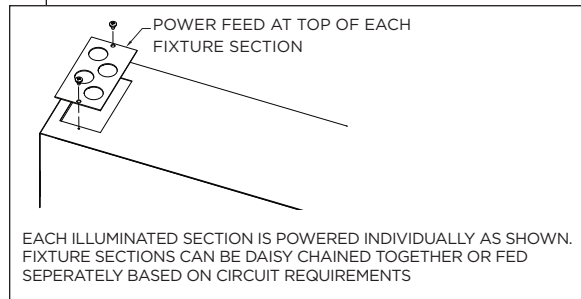 POWER FEED AT TOP OF EACH
FIXTURE SECTION
EACH ILLUMINATED SECTION IS POWERED INDIVIDUALLY AS SHOWN.
FIXTURE SECTIONS CAN BE DAISY CHAINED TOGETHER OR FED
SEPERATELY BASED ON CIRCUIT REQUIREMENTS